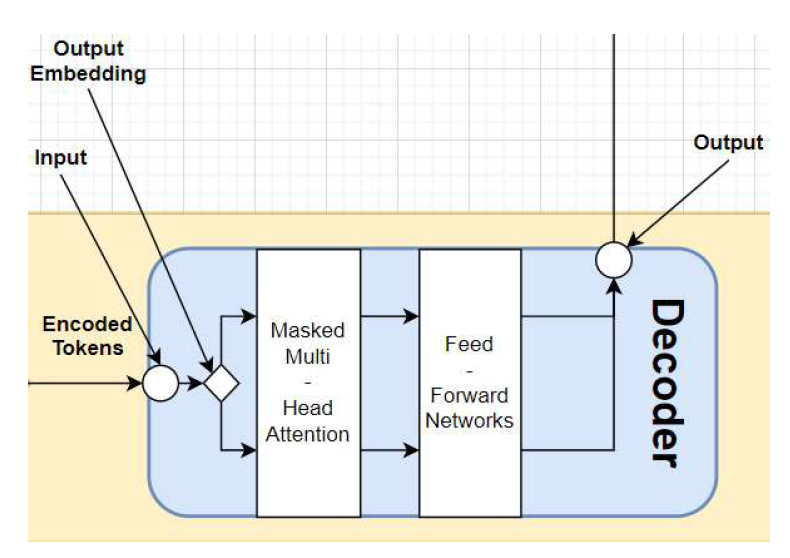 Output
Embedding
Input
Output
Encoded
Tokens
Masked
Multi
-
Head
Attention
Feed
-
Forward
Networks
Decoder